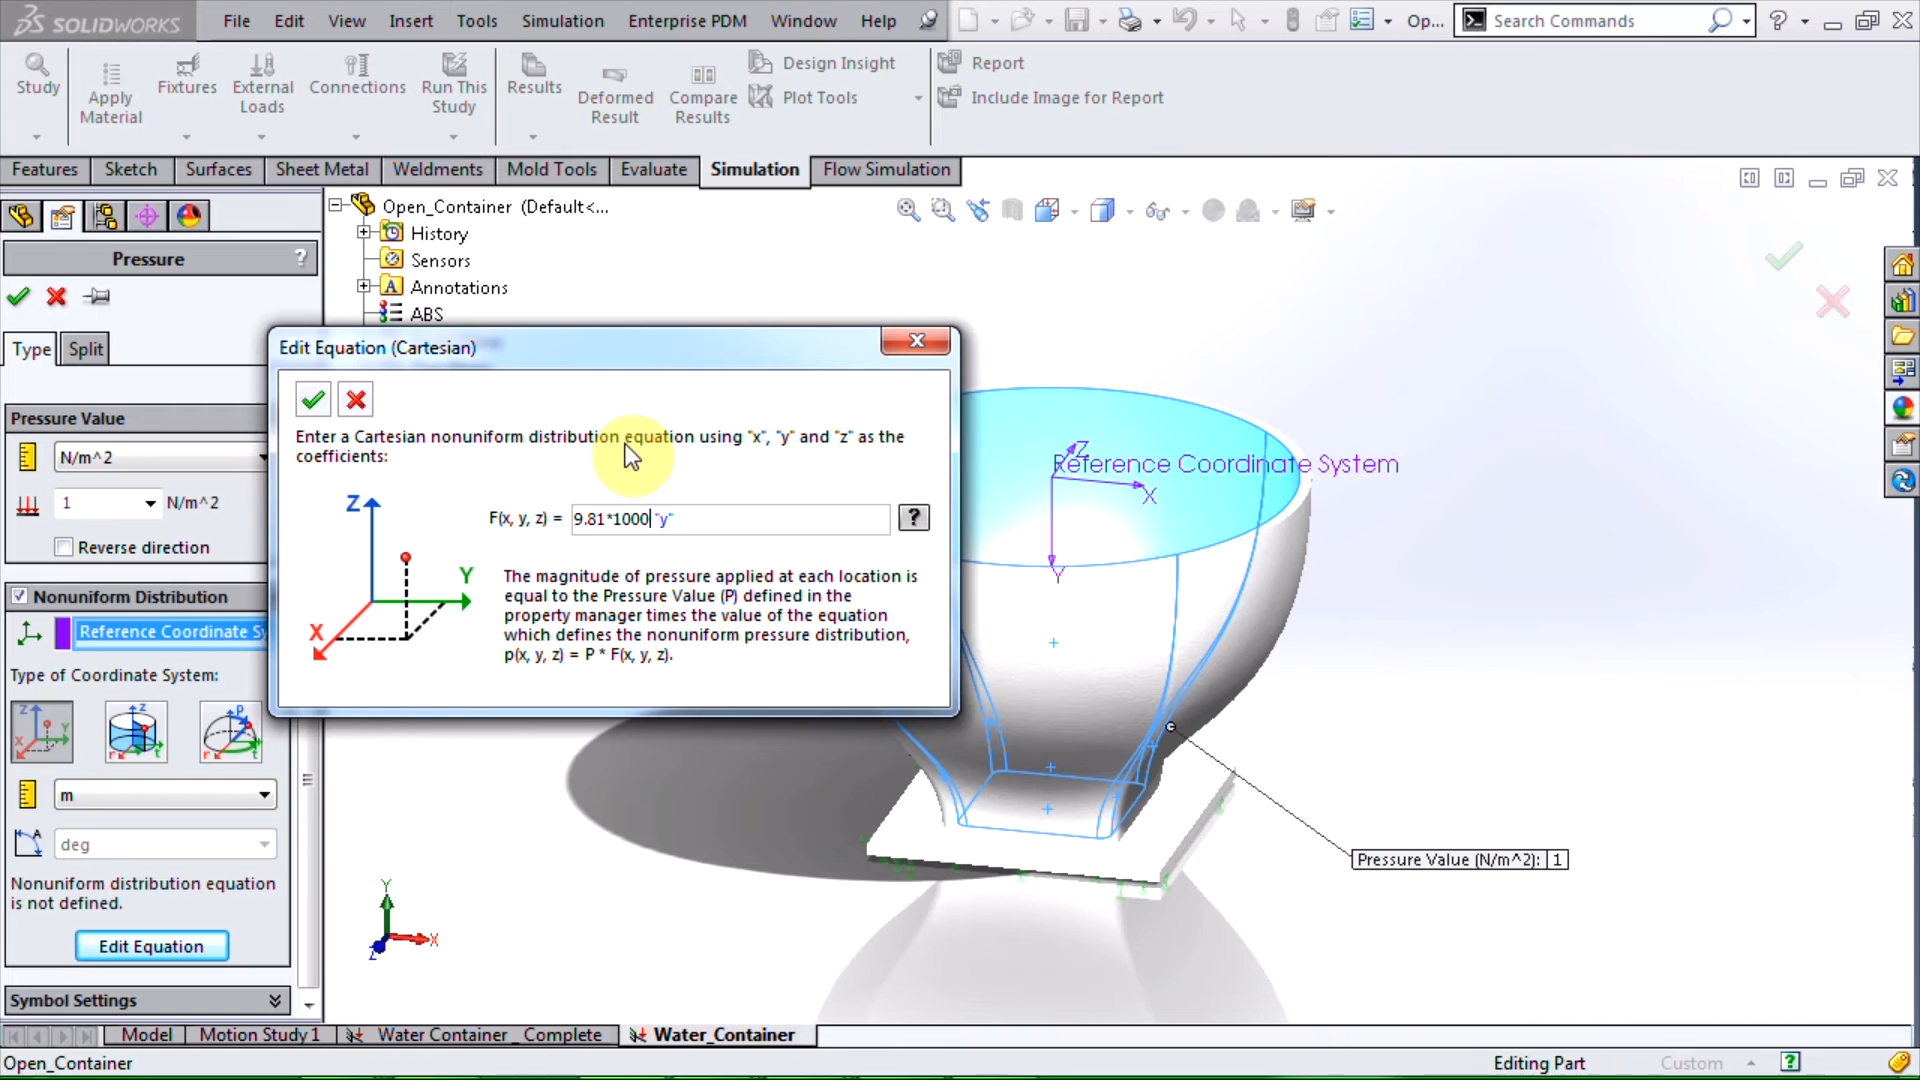 SOLIDWORKS File Edit View Insert Tools Simulation Enterprise PDM Window Help Op... Search Commands ?
Study Apply Material Fixtures External Loads Connections Run This Study Results Deformed Result Compare Results Design Insight Plot Tools Report Include Image for Report
Features Sketch Surfaces Sheet Metal Weldments Mold Tools Evaluate Simulation Flow Simulation
Open_Container (Default<...
History
Sensors
Annotations
ABS
Pressure ?
Type Split
Pressure Value
N/m^2
1 N/m^2
Reverse direction
Nonuniform Distribution
Reference Coordinate Sy
Type of Coordinate System:
m
deg
Nonuniform distribution equation
is not defined.
Edit Equation
Symbol Settings
Edit Equation (Cartesian)
Enter a Cartesian nonuniform distribution equation using "x", "y" and "z" as the
coefficients:
F(x, y, z) = 9.81*1000 "y" ?
Z
Y
X
The magnitude of pressure applied at each location is
equal to the Pressure Value (P) defined in the
property manager times the value of the equation
which defines the nonuniform pressure distribution,
p(x, y, z) = P * F(x, y, z).
Z
Reference Coordinate System
X
Y
Pressure Value (N/m^2): 1
Y
X
Z
Model Motion Study 1 Water Container _ Complete Water_Container
Open_Container Editing Part Custom ?